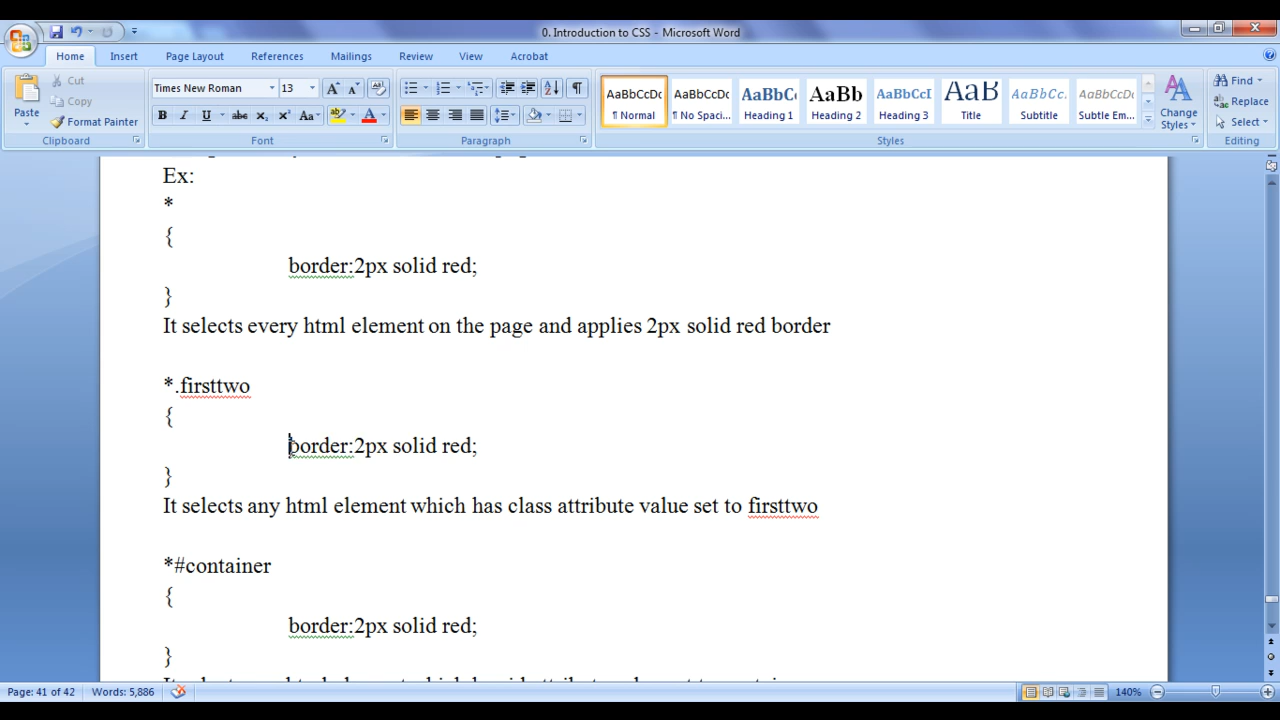 0. Introduction to CSS - Microsoft Word
Home Insert Page Layout References Mailings Review View Acrobat
Paste
Cut
Copy
Format Painter
Clipboard
Times New Roman 13
B I U abc x₂ x² Aa A
Font
Paragraph
AaBbCcDc ¶ Normal
AaBbCcDc ¶ No Spaci...
AaBbC Heading 1
AaBb Heading 2
AaBbCcI Heading 3
AaB Title
AaBbCc. Subtitle
AaBbCcDc Subtle Em...
Change Styles
Styles
Find
Replace
Select
Editing
Ex:
*
{
border:2px solid red;
}
It selects every html element on the page and applies 2px solid red border
*.firsttwo
{
border:2px solid red;
}
It selects any html element which has class attribute value set to firsttwo
*#container
{
border:2px solid red;
}
Page: 41 of 42 Words: 5,886 140%